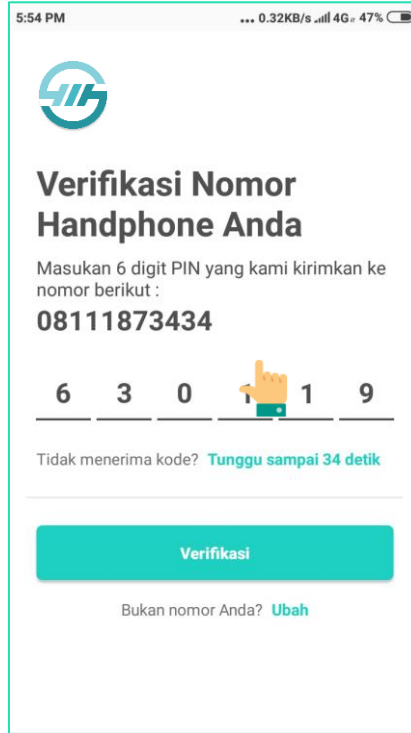 5:54 PM ... 0.32KB/s 4G 47%
Verifikasi Nomor
Handphone Anda
Masukan 6 digit PIN yang kami kirimkan ke
nomor berikut :
08111873434
6 3 0 1 1 9
Tidak menerima kode? Tunggu sampai 34 detik
Verifikasi
Bukan nomor Anda? Ubah